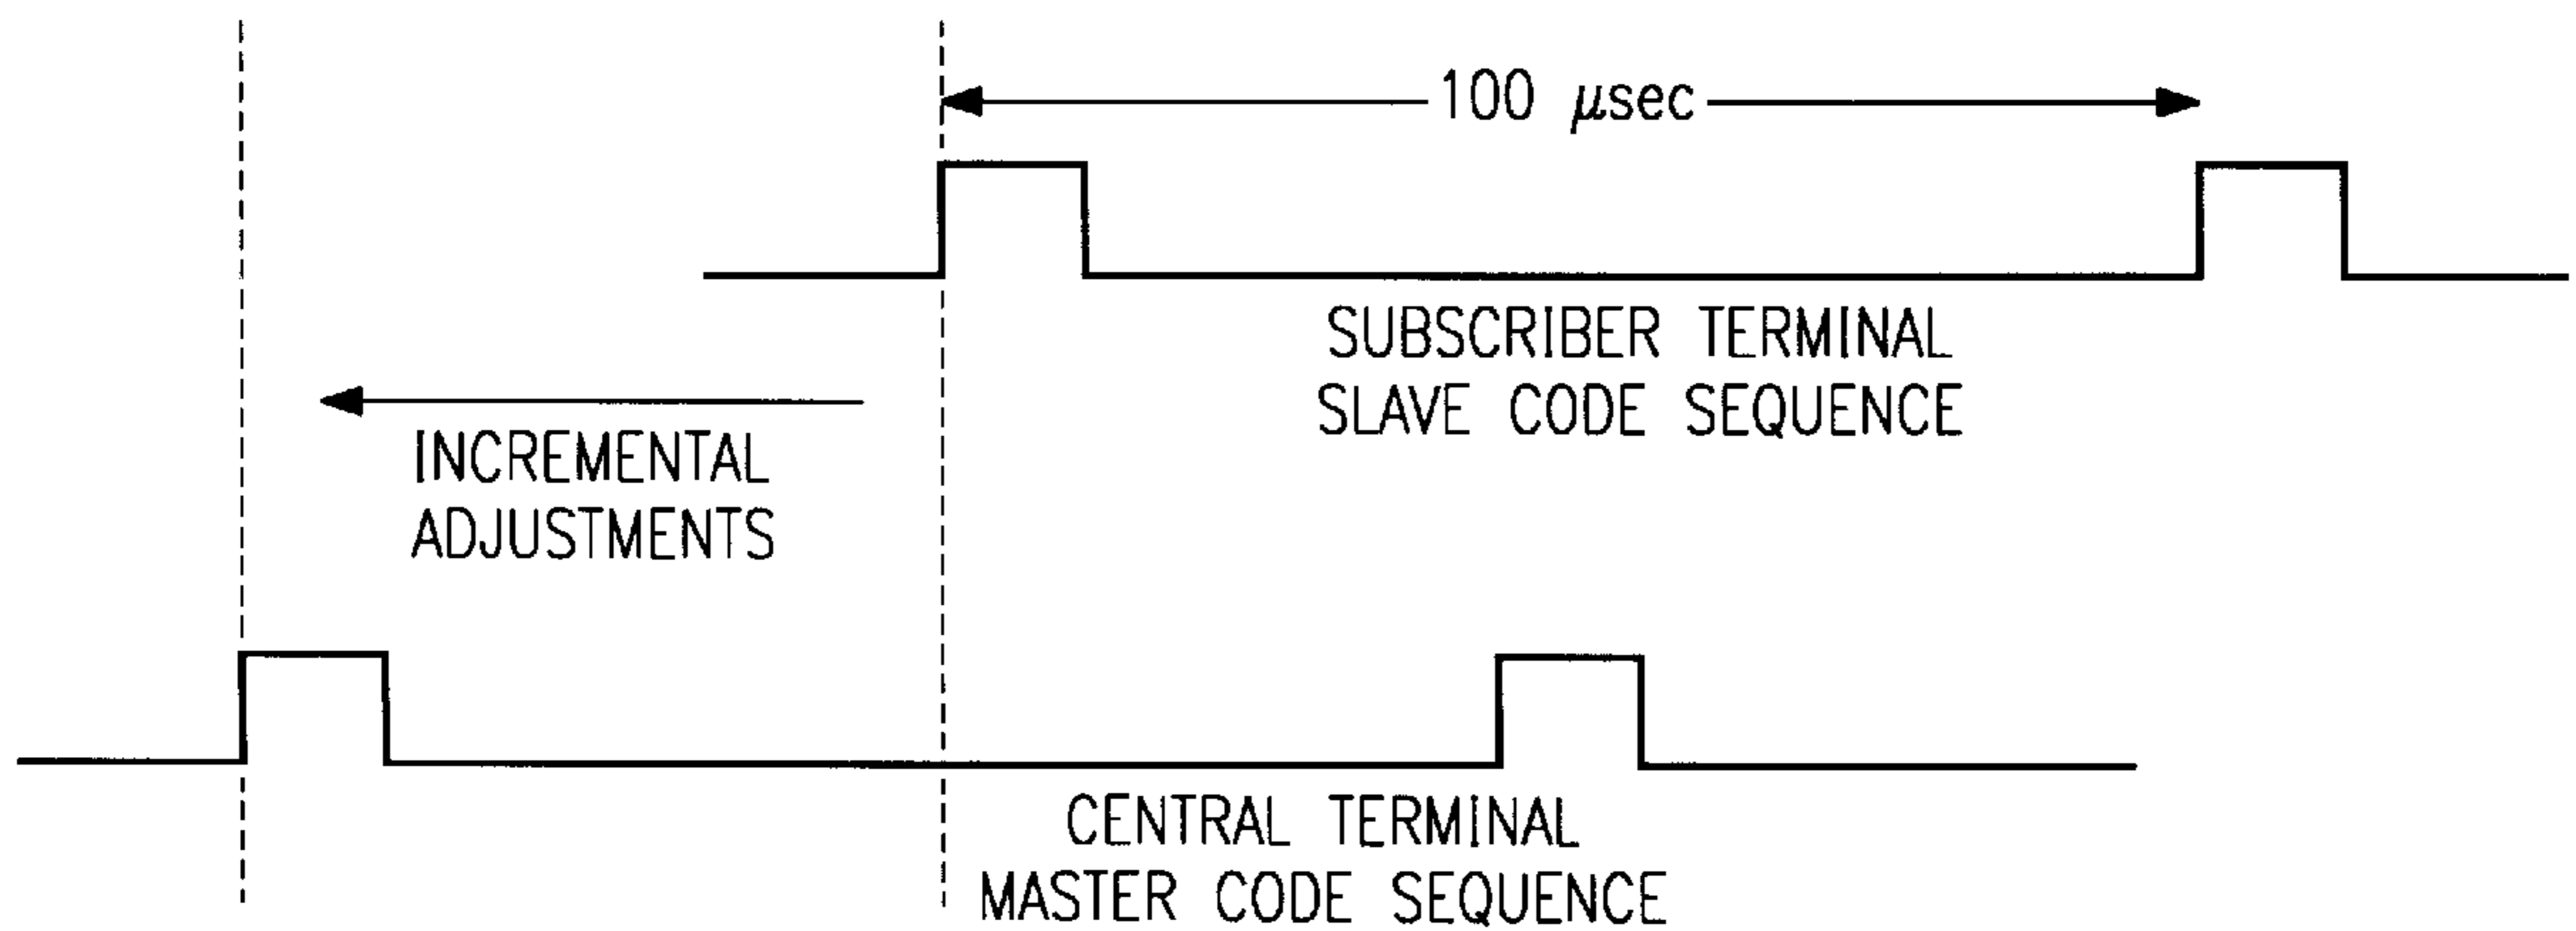 100 μsec
SUBSCRIBER TERMINAL
SLAVE CODE SEQUENCE
INCREMENTAL
ADJUSTMENTS
CENTRAL TERMINAL
MASTER CODE SEQUENCE